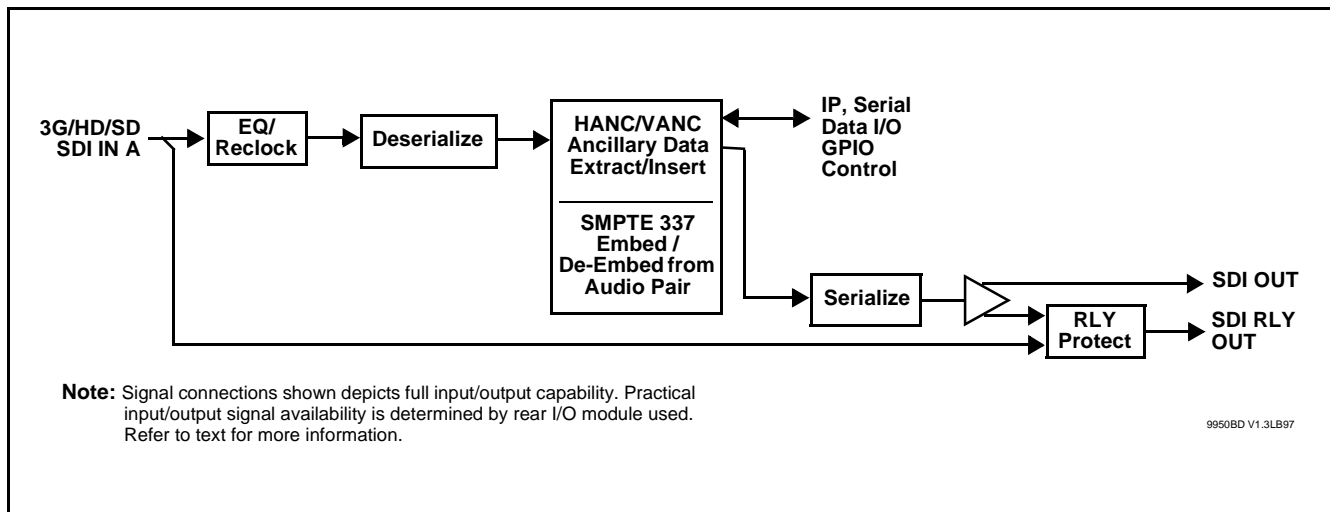 3G/HD/SD
SDI IN A
EQ/
Reclock
Deserialize
HANC/VANC
Ancillary Data
Extract/Insert
SMPTE 337
Embed /
De-Embed from
Audio Pair
IP, Serial
Data I/O
GPIO
Control
Serialize
SDI OUT
RLY
Protect
SDI RLY
OUT
Note: Signal connections shown depicts full input/output capability. Practical
input/output signal availability is determined by rear I/O module used.
Refer to text for more information.
9950BD V1.3LB97